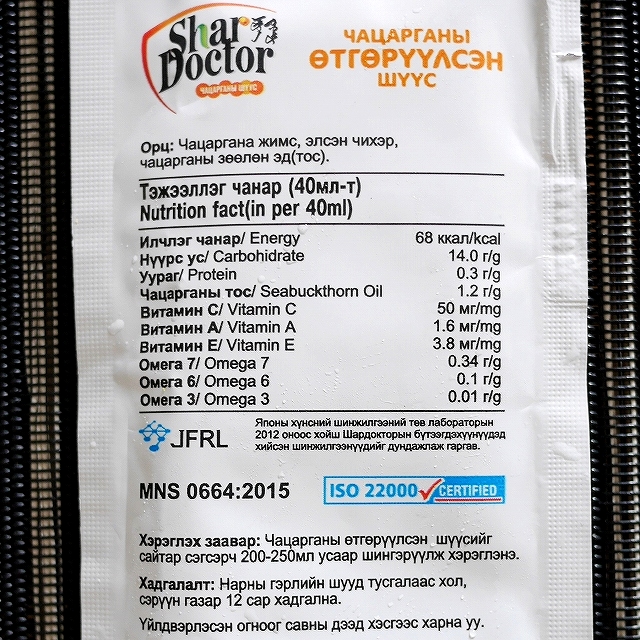 Shar
Doctor
ЧАЦАРГАНЫ ШҮҮС
ЧАЦАРГАНЫ
ӨТГӨРҮҮЛСЭН
ШҮҮС
Орц: Чацаргана жимс, элсэн чихэр,
чацарганы зөөлөн эд(тос).
Тэжээллэг чанар (40мл-т)
Nutrition fact(in per 40ml)
Илчлэг чанар/ Energy 68 ккал/kcal
Нүүрс ус/ Carbohidrate 14.0 г/g
Уураг/ Protein 0.3 г/g
Чацарганы тос/ Seabuckthorn Oil 1.2 г/g
Витамин С/ Vitamin C 50 мг/mg
Витамин А/ Vitamin A 1.6 мг/mg
Витамин Е/ Vitamin E 3.8 мг/mg
Омега 7/ Omega 7 0.34 г/g
Омега 6/ Omega 6 0.1 г/g
Омега 3/ Omega 3 0.01 г/g
JFRL
Японы хүнсний шинжилгээний төв лабораторын
2012 оноос хойш Шардокторын бүтээгдэхүүнүүдэд
хийсэн шинжилгээнүүдийг дундажлаж гаргав.
MNS 0664:2015
ISO 22000 CERTIFIED
Хэрэглэх заавар: Чацарганы өтгөрүүлсэн шүүсийг
сайтар сэгсэрч 200-250мл усаар шингэрүүлж хэрэглэнэ.
Хадгалалт: Нарны гэрлийн шууд тусгалаас хол,
сэрүүн газар 12 сар хадгална.
Үйлдвэрлэсэн огноог савны дээд хэсгээс харна уу.